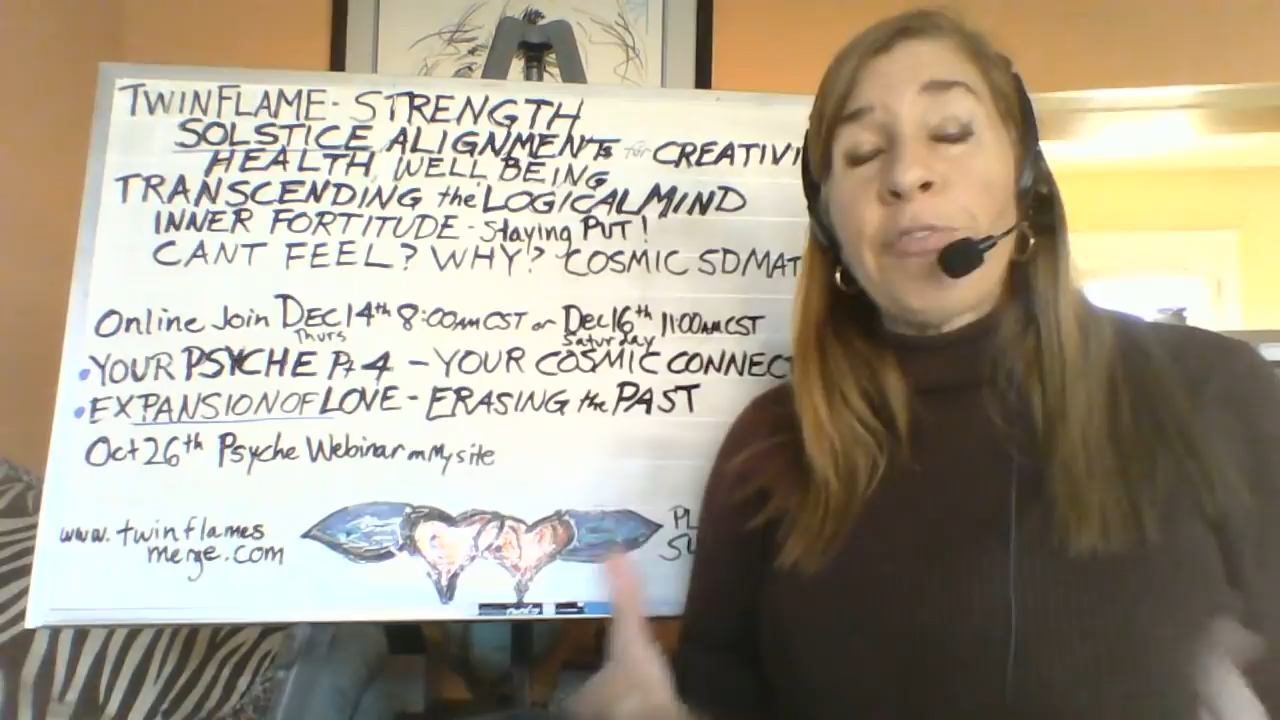 TWINFLAME - STRENGTH
SOLSTICE ALIGNMENTS for CREATIVI
HEALTH, WELL BEING
TRANSCENDING the LOGICAL MIND
INNER FORTITUDE - Staying PUT!
CANT FEEL? WHY? COSMIC 5DMAT
Online Join DEC 14th 8:00AM CST or Dec 16th 11:00AM CST
Thurs Saturday
• YOUR PSYCHE Pt 4 - YOUR COSMIC CONNECT
• EXPANSION OF LOVE - ERASING the PAST
Oct 26th Psyche Webinar on My site
www.twinflames
merge.com
PL
SU